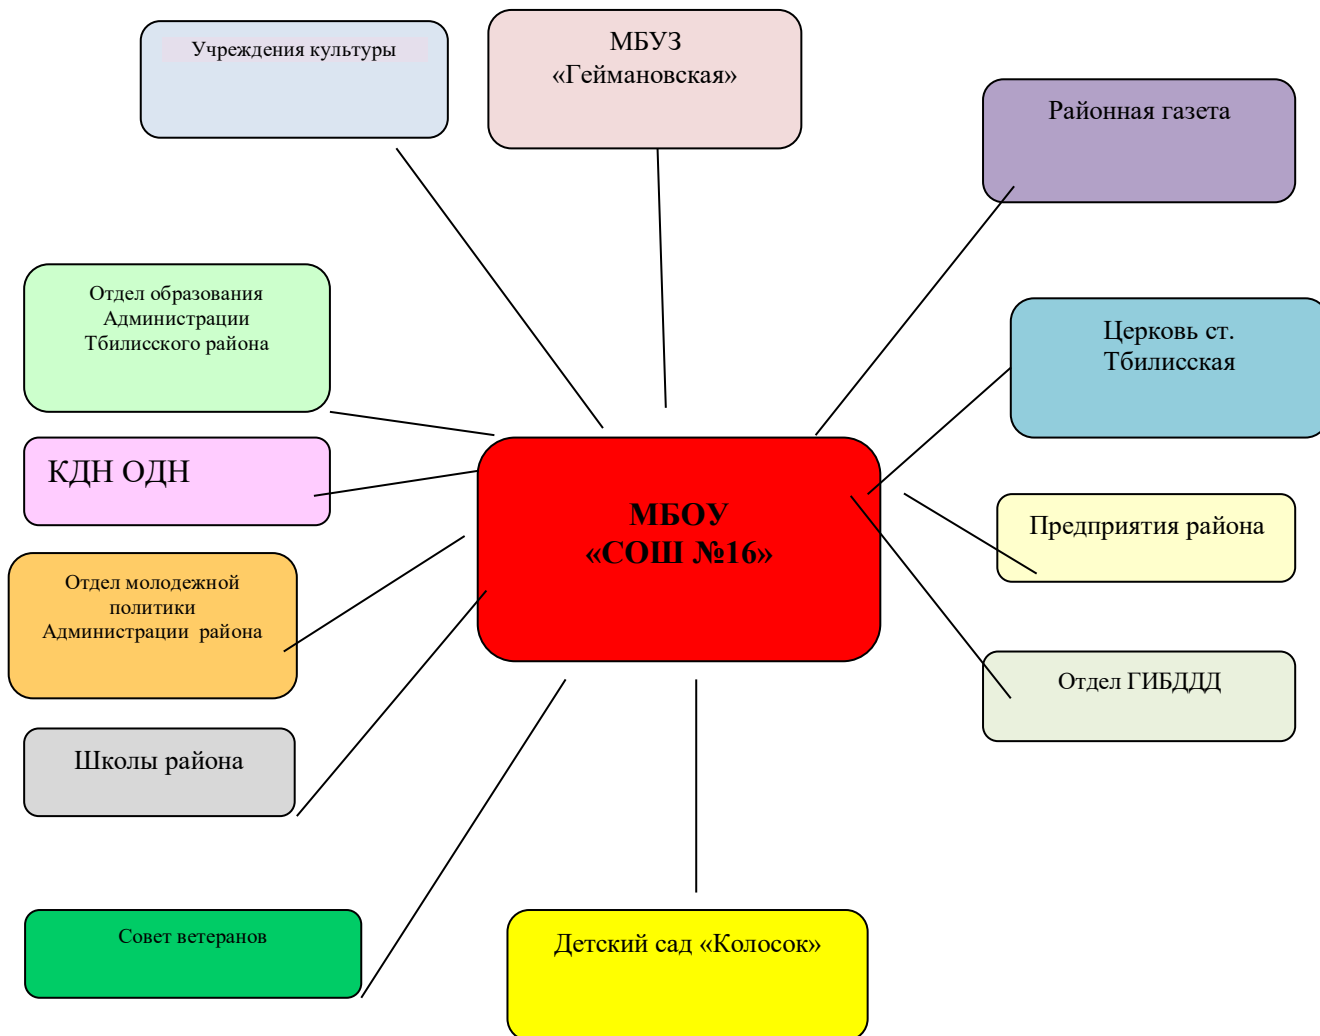 Учреждения культуры
МБУЗ
«Геймановская»
Районная газета
Отдел образования
Администрации
Тбилисского района
Церковь ст.
Тбилисская
КДН ОДН
МБОУ
«СОШ №16»
Предприятия района
Отдел молодежной
политики
Администрации района
Отдел ГИБДДД
Школы района
Совет ветеранов
Детский сад «Колосок»